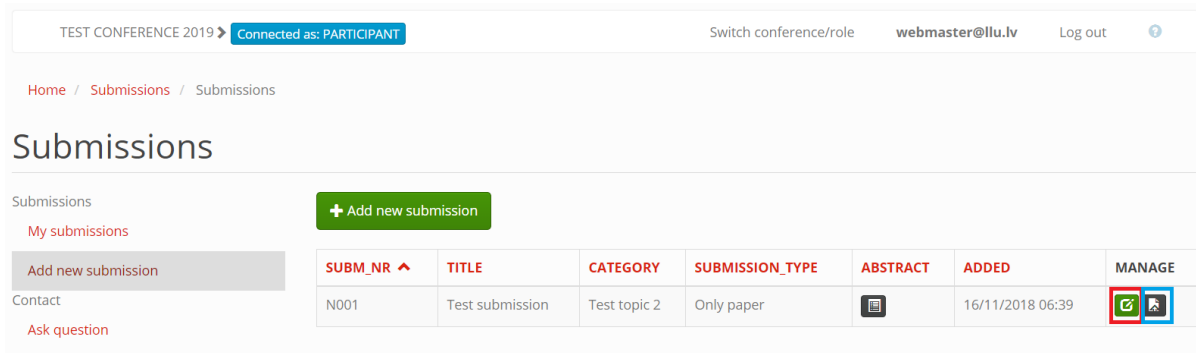 TEST CONFERENCE 2019 Connected as: PARTICIPANT Switch conference/role webmaster@llu.lv Log out ?
Home / Submissions / Submissions
Submissions
Submissions
My submissions
Add new submission
Contact
Ask question
+ Add new submission
SUBM_NR TITLE CATEGORY SUBMISSION_TYPE ABSTRACT ADDED MANAGE
N001 Test submission Test topic 2 Only paper 16/11/2018 06:39